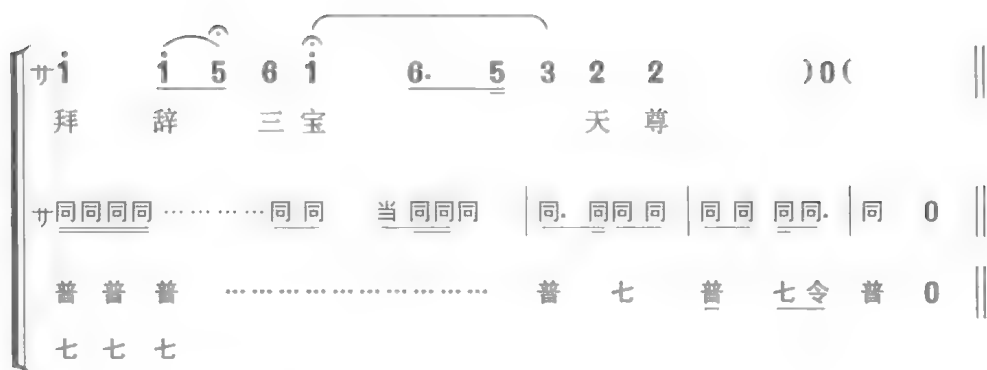 サi i 5 6 i 6. 5 3 2 2 )0( ‖
拜 辞 三 宝 天 尊
サ同同同同 ………… 同 同 当 同同同 | 同. 同同 同 | 同 同 同同. | 同 0 ‖
普 普 普 …………………………… 普 七 普 七 令 普 0 ‖
七 七 七